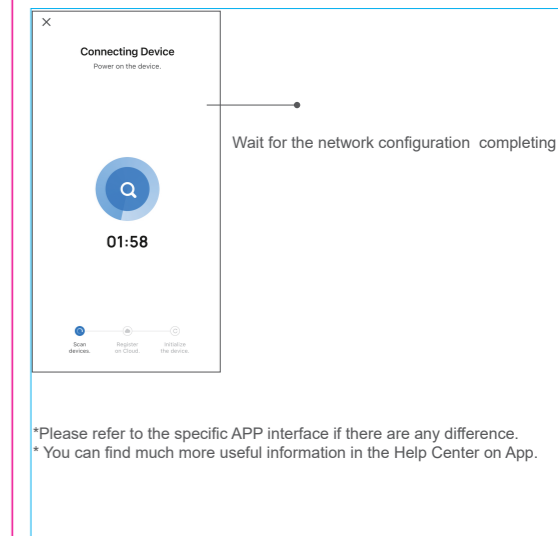 Connecting Device
Power on the device.
Wait for the network configuration  completing
01:58
Scan devices.
Register on Cloud.
Initialize the device.
*Please refer to the specific APP interface if there are any difference.
* You can find much more useful information in the Help Center on App.